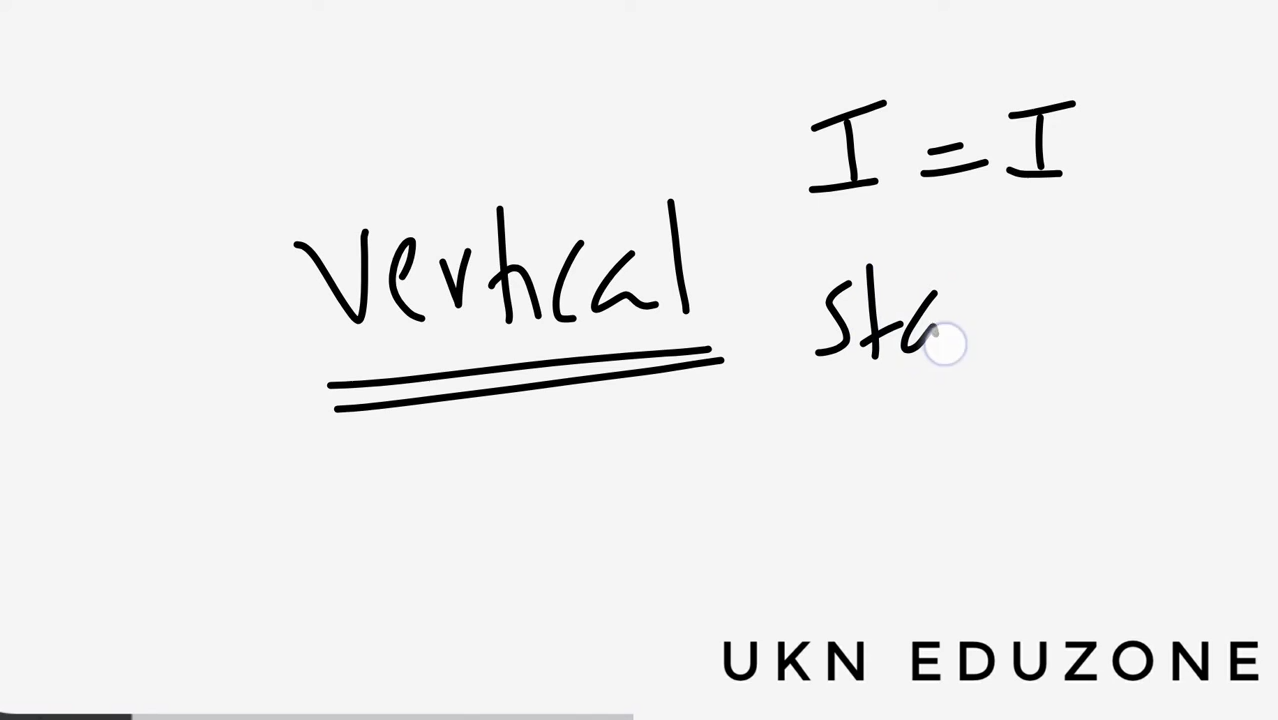 I = I
vertical
sta
UKN EDUZONE